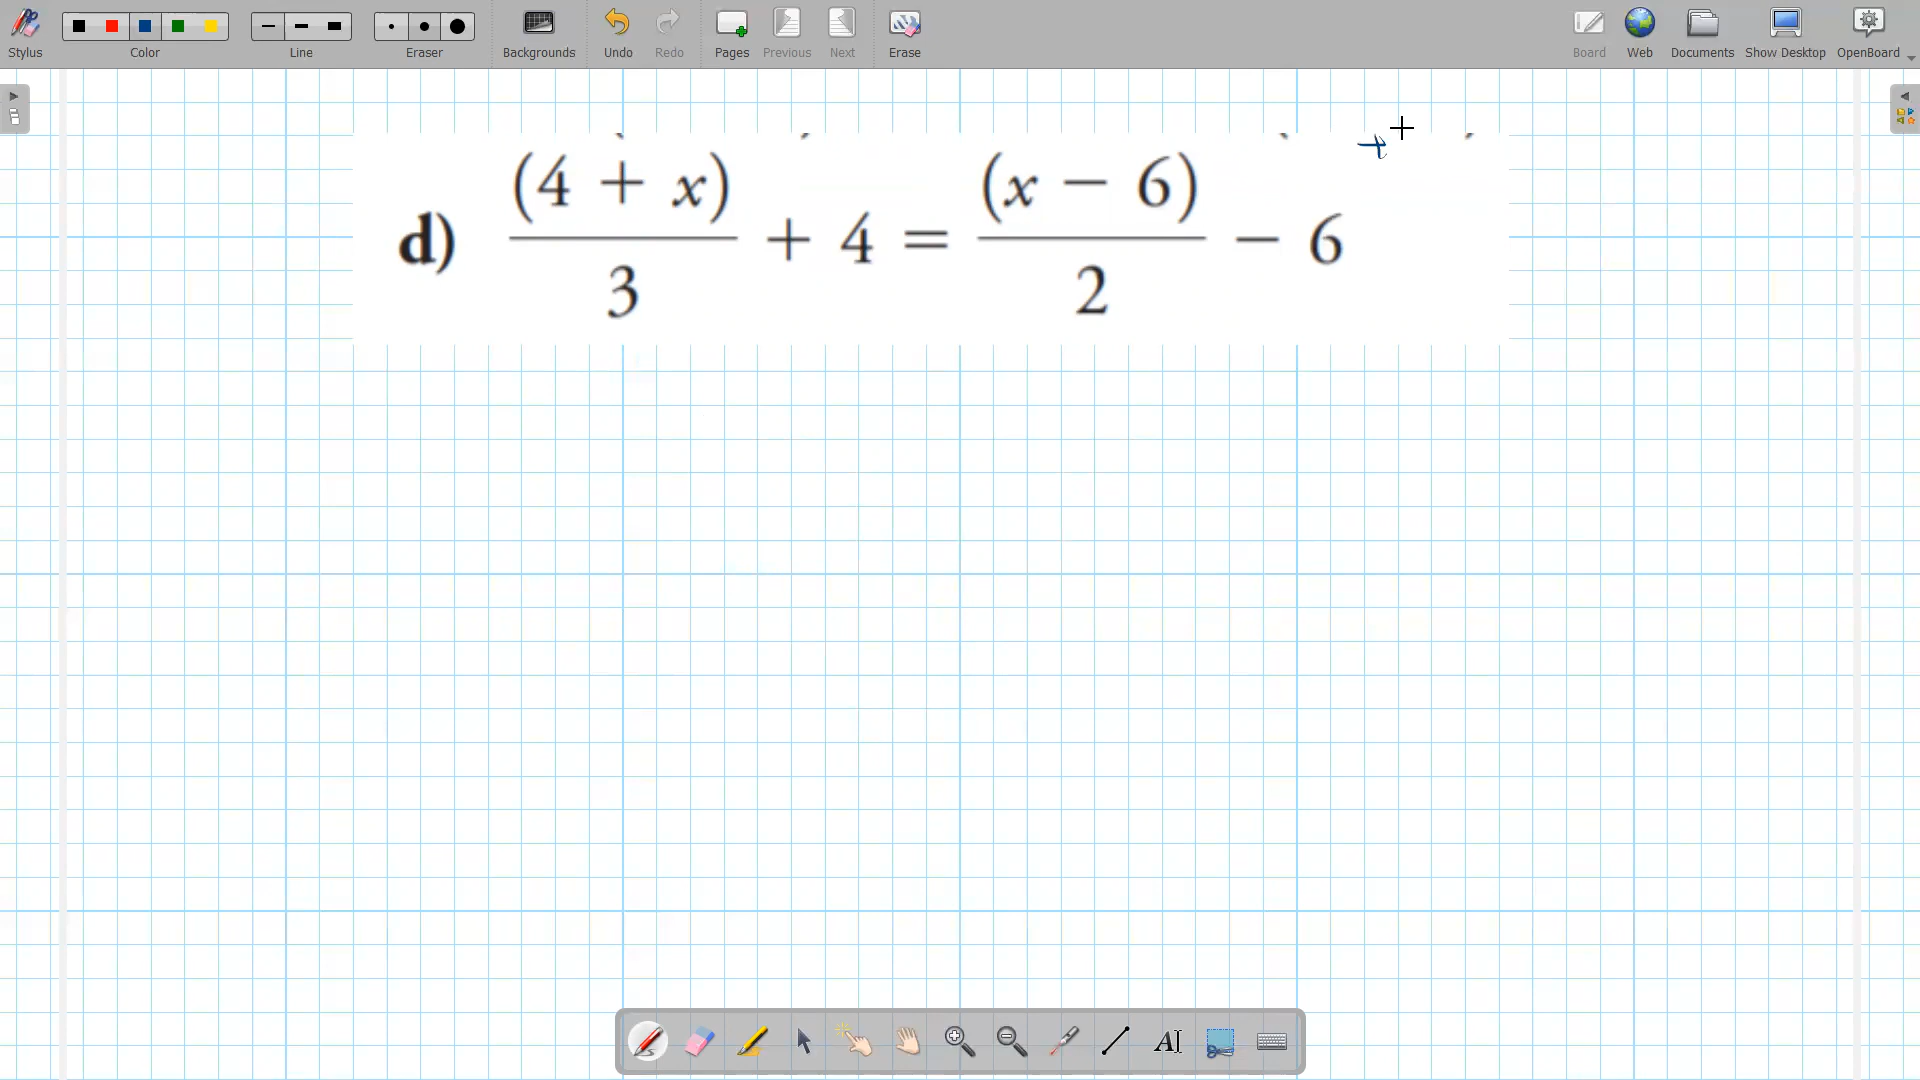 Stylus Color Line Eraser Backgrounds Undo Redo Pages Previous Next Erase Board Web Documents Show Desktop OpenBoard
d) (4 + x)/3 + 4 = (x − 6)/2 − 6